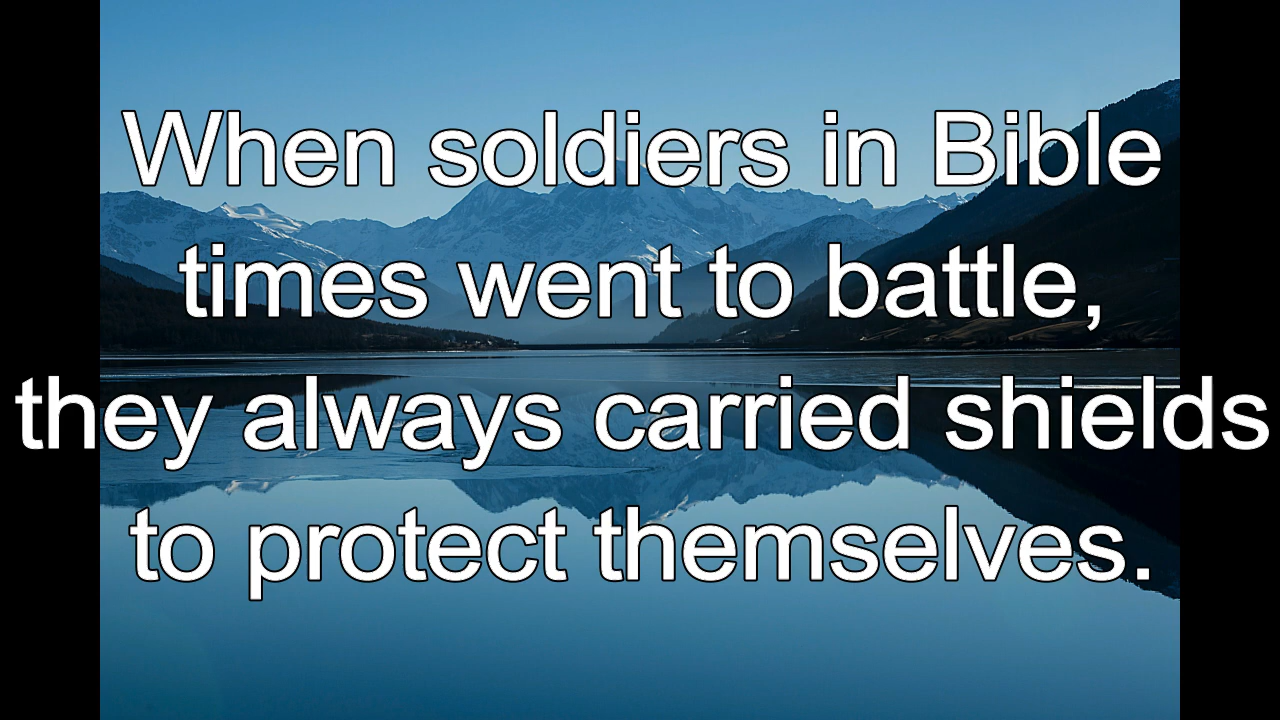 When soldiers in Bible
times went to battle,
they always carried shields
to protect themselves.